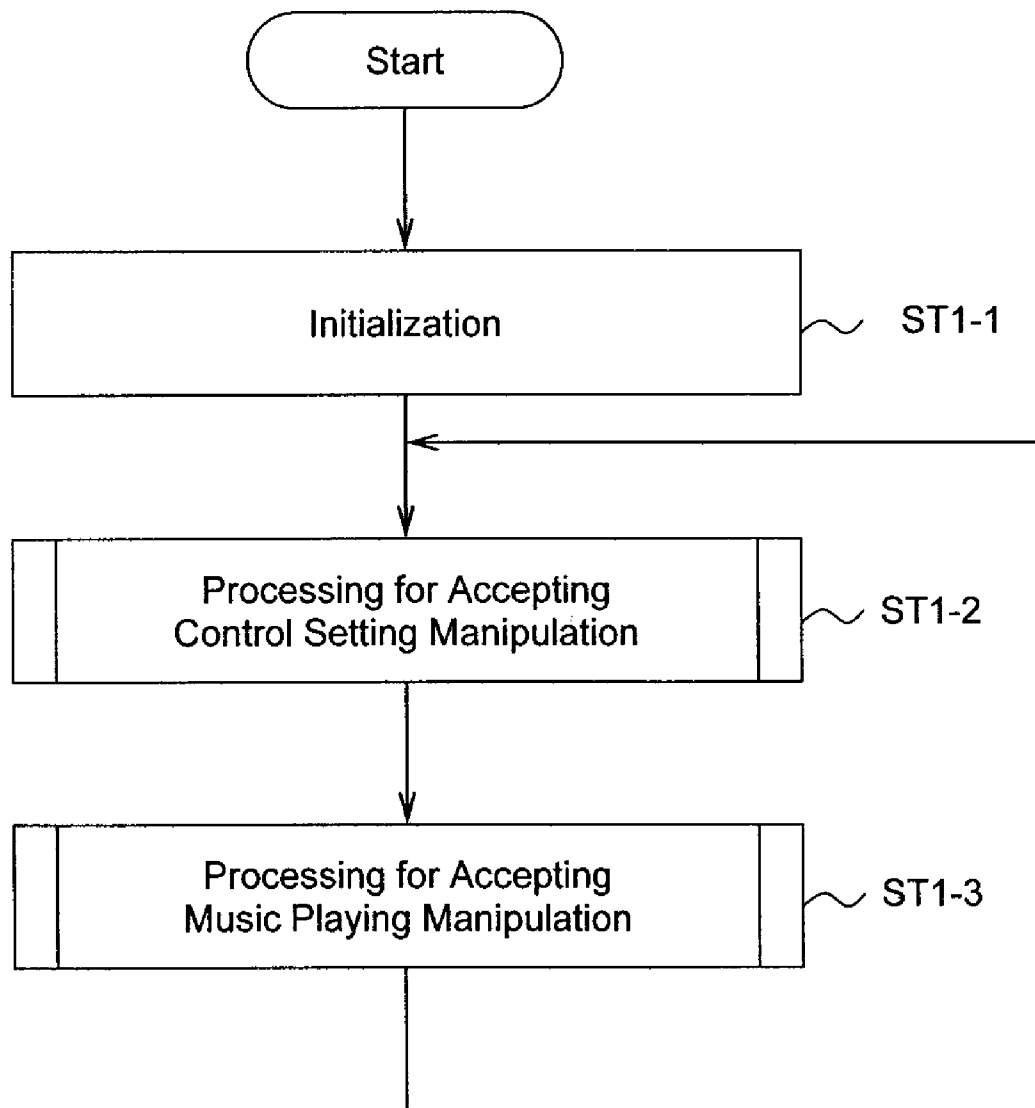 Start
Initialization
ST1-1
Processing for Accepting
Control Setting Manipulation
ST1-2
Processing for Accepting
Music Playing Manipulation
ST1-3